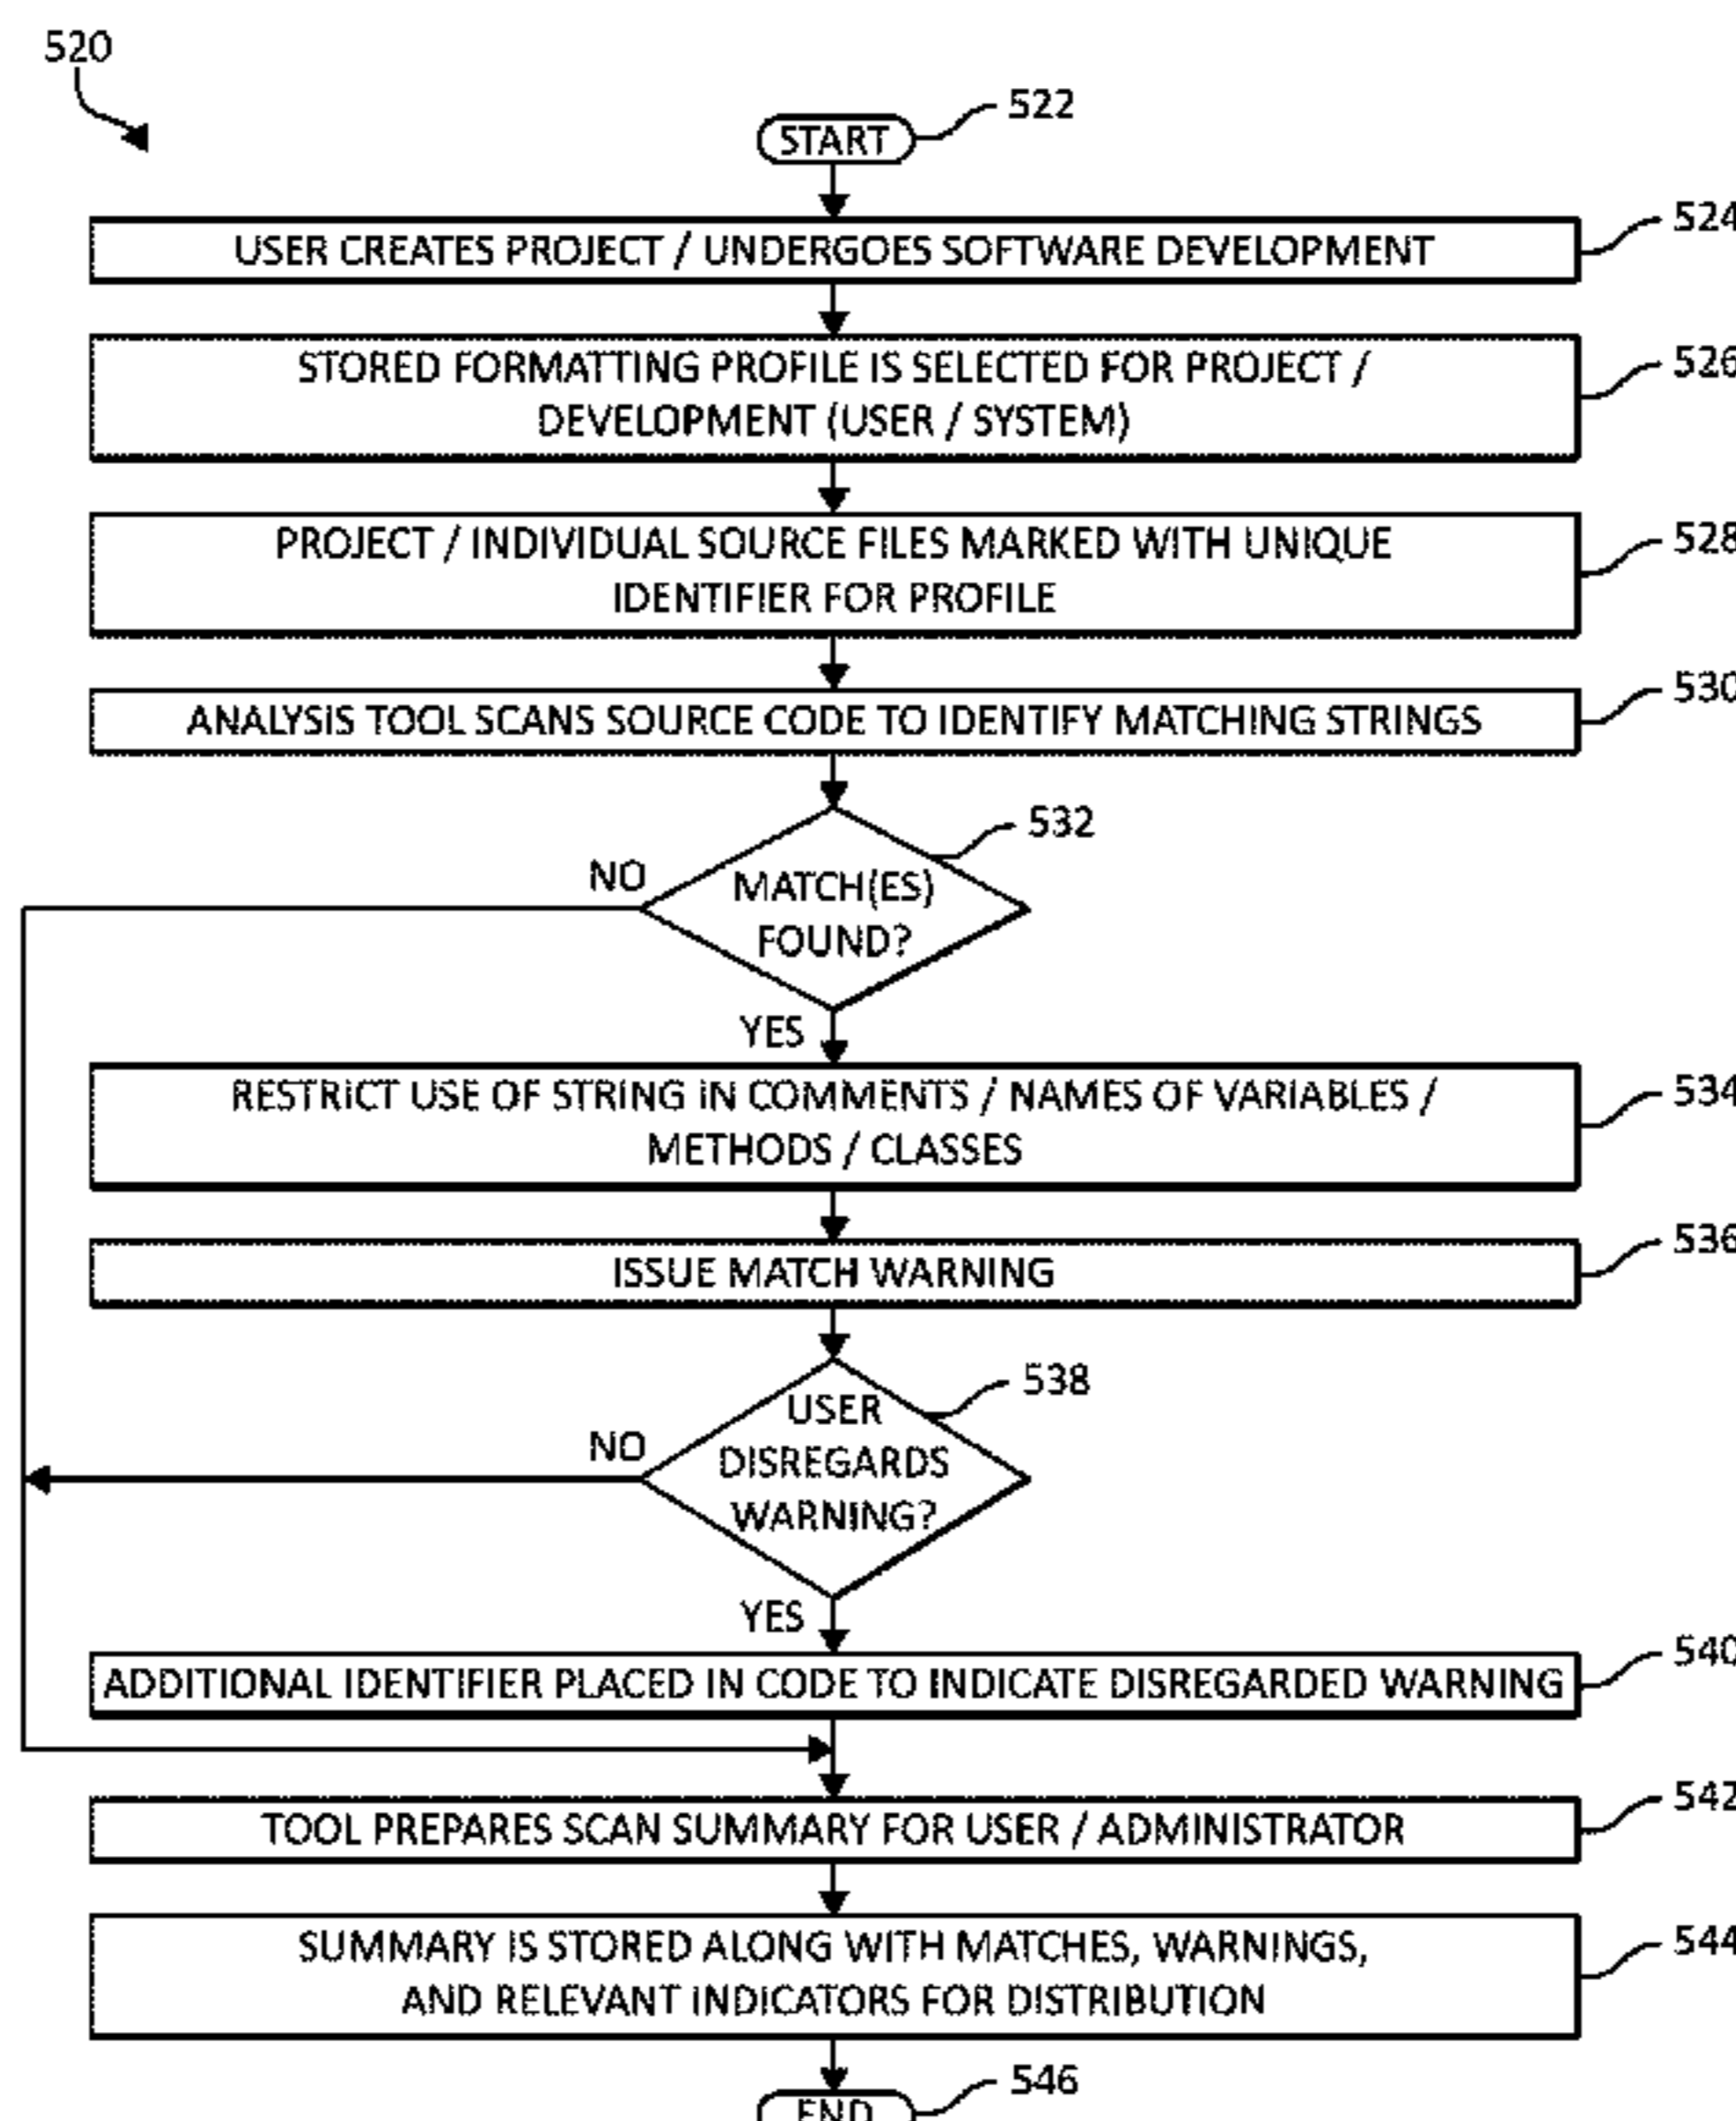 520
START
522
USER CREATES PROJECT / UNDERGOES SOFTWARE DEVELOPMENT
524
STORED FORMATTING PROFILE IS SELECTED FOR PROJECT /
DEVELOPMENT (USER / SYSTEM)
526
PROJECT / INDIVIDUAL SOURCE FILES MARKED WITH UNIQUE
IDENTIFIER FOR PROFILE
528
ANALYSIS TOOL SCANS SOURCE CODE TO IDENTIFY MATCHING STRINGS
530
532
NO
MATCH(ES)
FOUND?
YES
RESTRICT USE OF STRING IN COMMENTS / NAMES OF VARIABLES /
METHODS / CLASSES
534
ISSUE MATCH WARNING
536
538
NO
USER
DISREGARDS
WARNING?
YES
ADDITIONAL IDENTIFIER PLACED IN CODE TO INDICATE DISREGARDED WARNING
540
TOOL PREPARES SCAN SUMMARY FOR USER / ADMINISTRATOR
542
SUMMARY IS STORED ALONG WITH MATCHES, WARNINGS,
AND RELEVANT INDICATORS FOR DISTRIBUTION
544
END
546